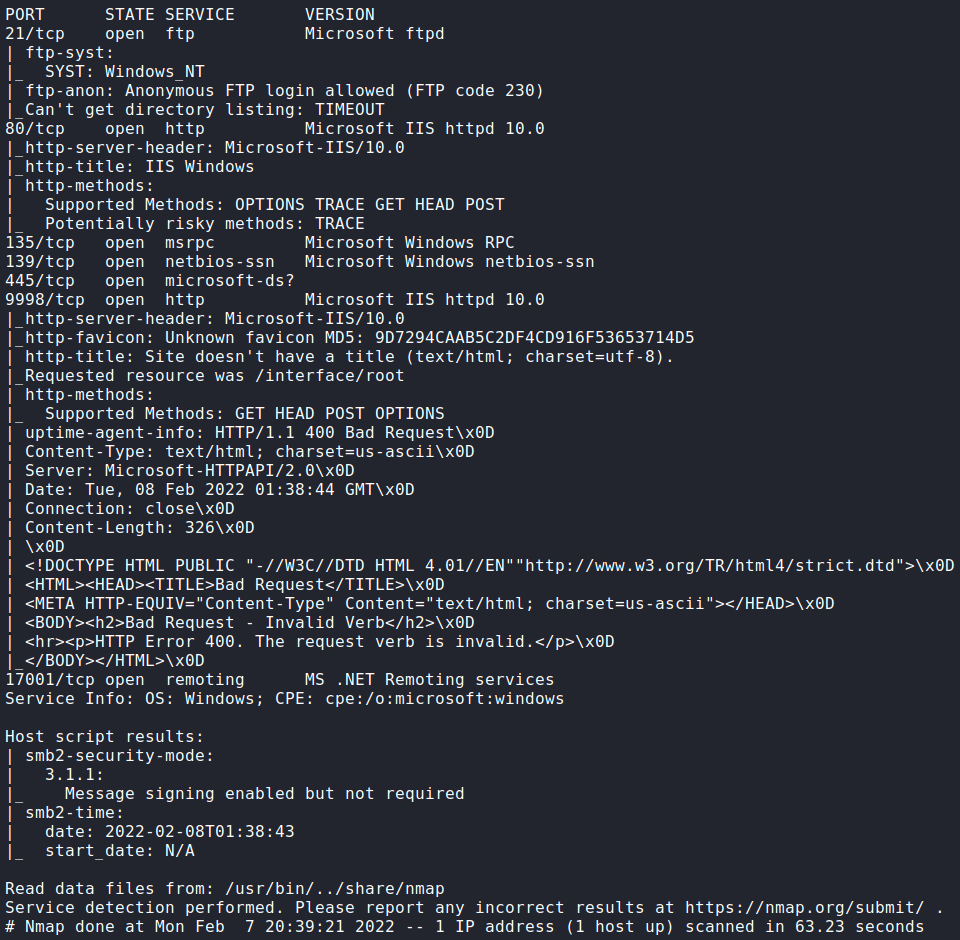 PORT      STATE SERVICE       VERSION
21/tcp    open  ftp           Microsoft ftpd
| ftp-syst:
|_  SYST: Windows_NT
| ftp-anon: Anonymous FTP login allowed (FTP code 230)
|_Can't get directory listing: TIMEOUT
80/tcp    open  http          Microsoft IIS httpd 10.0
|_http-server-header: Microsoft-IIS/10.0
|_http-title: IIS Windows
| http-methods:
|   Supported Methods: OPTIONS TRACE GET HEAD POST
|_  Potentially risky methods: TRACE
135/tcp   open  msrpc         Microsoft Windows RPC
139/tcp   open  netbios-ssn   Microsoft Windows netbios-ssn
445/tcp   open  microsoft-ds?
9998/tcp  open  http          Microsoft IIS httpd 10.0
|_http-server-header: Microsoft-IIS/10.0
|_http-favicon: Unknown favicon MD5: 9D7294CAAB5C2DF4CD916F53653714D5
| http-title: Site doesn't have a title (text/html; charset=utf-8).
|_Requested resource was /interface/root
| http-methods:
|_  Supported Methods: GET HEAD POST OPTIONS
| uptime-agent-info: HTTP/1.1 400 Bad Request\x0D
| Content-Type: text/html; charset=us-ascii\x0D
| Server: Microsoft-HTTPAPI/2.0\x0D
| Date: Tue, 08 Feb 2022 01:38:44 GMT\x0D
| Connection: close\x0D
| Content-Length: 326\x0D
| \x0D
| <!DOCTYPE HTML PUBLIC "-//W3C//DTD HTML 4.01//EN""http://www.w3.org/TR/html4/strict.dtd">\x0D
| <HTML><HEAD><TITLE>Bad Request</TITLE>\x0D
| <META HTTP-EQUIV="Content-Type" Content="text/html; charset=us-ascii"></HEAD>\x0D
| <BODY><h2>Bad Request - Invalid Verb</h2>\x0D
| <hr><p>HTTP Error 400. The request verb is invalid.</p>\x0D
|_</BODY></HTML>\x0D
17001/tcp open  remoting      MS .NET Remoting services
Service Info: OS: Windows; CPE: cpe:/o:microsoft:windows

Host script results:
| smb2-security-mode:
|   3.1.1:
|_    Message signing enabled but not required
| smb2-time:
|   date: 2022-02-08T01:38:43
|_  start_date: N/A

Read data files from: /usr/bin/../share/nmap
Service detection performed. Please report any incorrect results at https://nmap.org/submit/ .
# Nmap done at Mon Feb  7 20:39:21 2022 -- 1 IP address (1 host up) scanned in 63.23 seconds